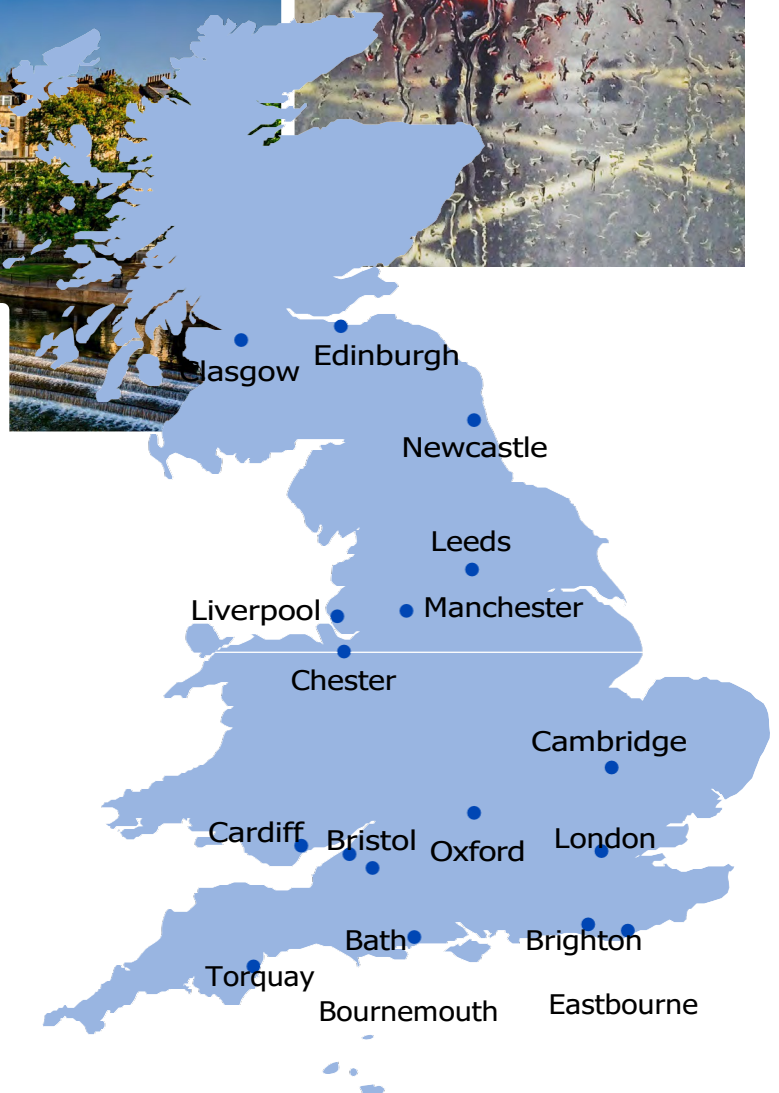 Glasgow
Edinburgh
Newcastle
Leeds
Liverpool
Manchester
Chester
Cambridge
Cardiff
Bristol
Oxford
London
Bath
Brighton
Torquay
Bournemouth
Eastbourne